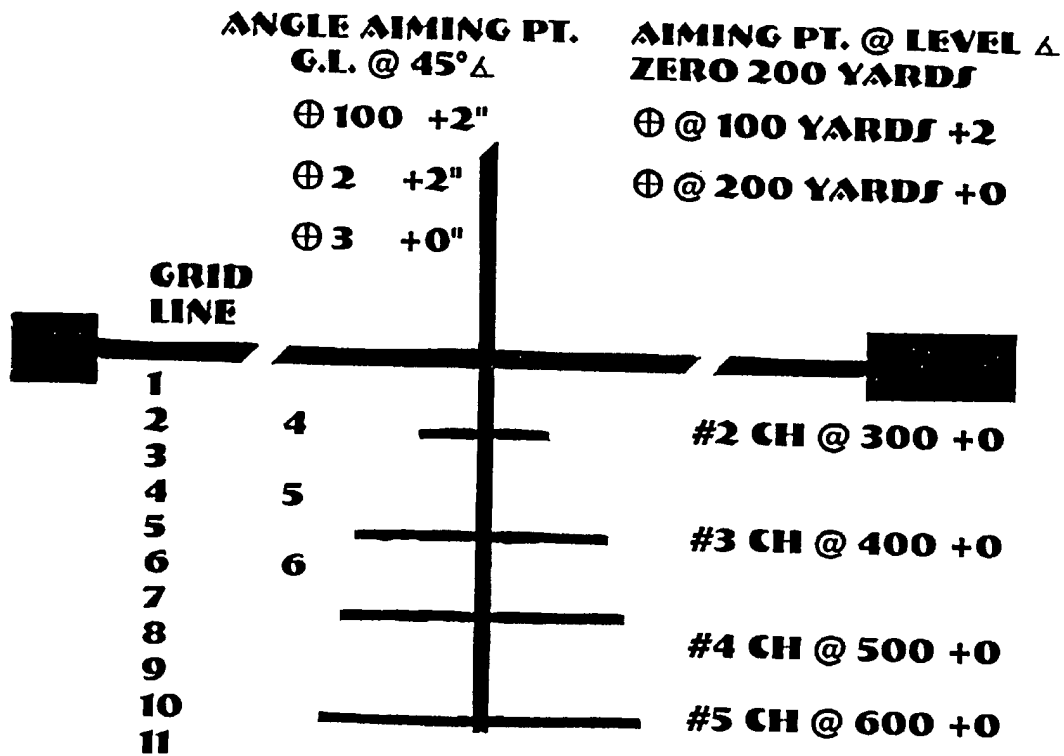 ANGLE AIMING PT.
G.L. @ 45°∡
⊕ 100 +2"
⊕ 2 +2"
⊕ 3 +0"
AIMING PT. @ LEVEL ∡
ZERO 200 YARDS
⊕ @ 100 YARDS +2
⊕ @ 200 YARDS +0
GRID
LINE
1
2
3
4
5
6
7
8
9
10
11
4
5
6
#2 CH @ 300 +0
#3 CH @ 400 +0
#4 CH @ 500 +0
#5 CH @ 600 +0